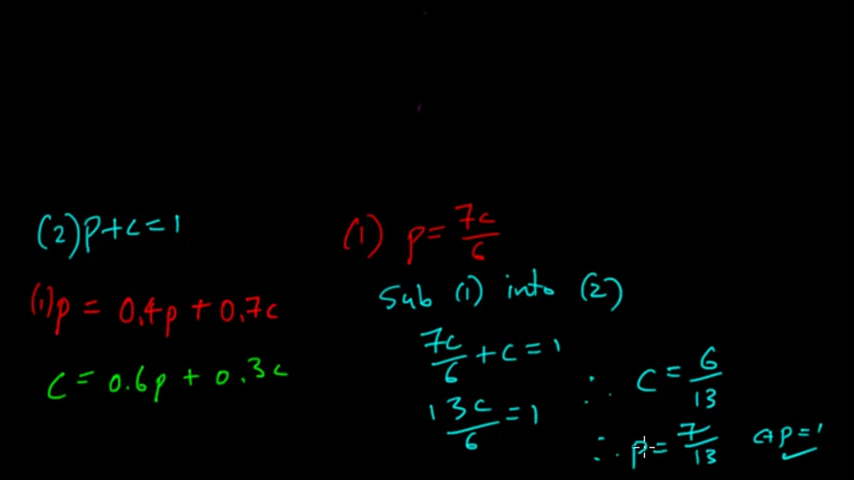 (2) p+c=1
(1) p = 0.4p + 0.7c
c = 0.6p + 0.3c
(1) p = 7c/6
Sub (1) into (2)
7c/6 + c = 1
13c/6 = 1
∴ c = 6/13
∴ p = 7/13
c+p=1